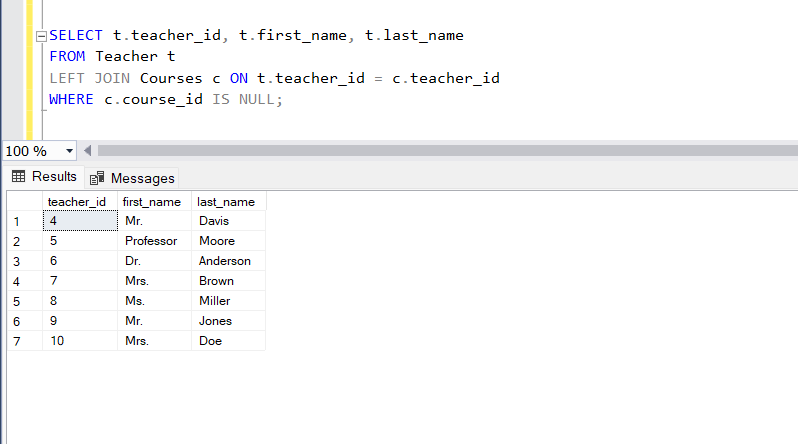 SELECT t.teacher_id, t.first_name, t.last_name
FROM Teacher t
LEFT JOIN Courses c ON t.teacher_id = c.teacher_id
WHERE c.course_id IS NULL;
100 %
Results Messages
teacher_id first_name last_name
1 4 Mr. Davis
2 5 Professor Moore
3 6 Dr. Anderson
4 7 Mrs. Brown
5 8 Ms. Miller
6 9 Mr. Jones
7 10 Mrs. Doe